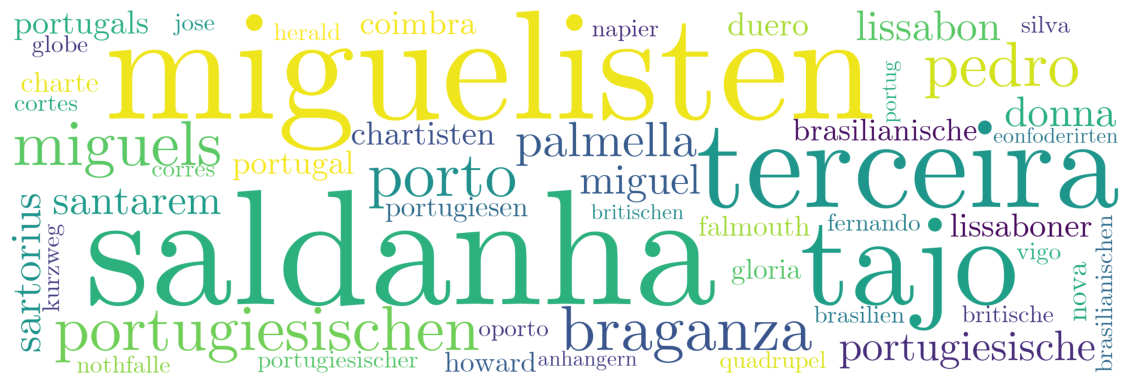 portugals
jose
herald
coimbra
napier
duero
lissabon
silva
globe
miguelisten
pedro
charte
portug
cortes
donna
miguels
chartisten
palmella
brasilianische
eonfoderirten
corres
portugal
porto
miguel
terceira
santarem
portugiesen
britischen
falmouth
fernando
lissaboner
sartorius
kurzweg
saldanha
gloria
tajo
vigo
nova
brasilianischen
portugiesischen
oporto
braganza
brasilien
britische
nothfalle
portugiesischer
howard
anhangern
quadrupel
portugiesische